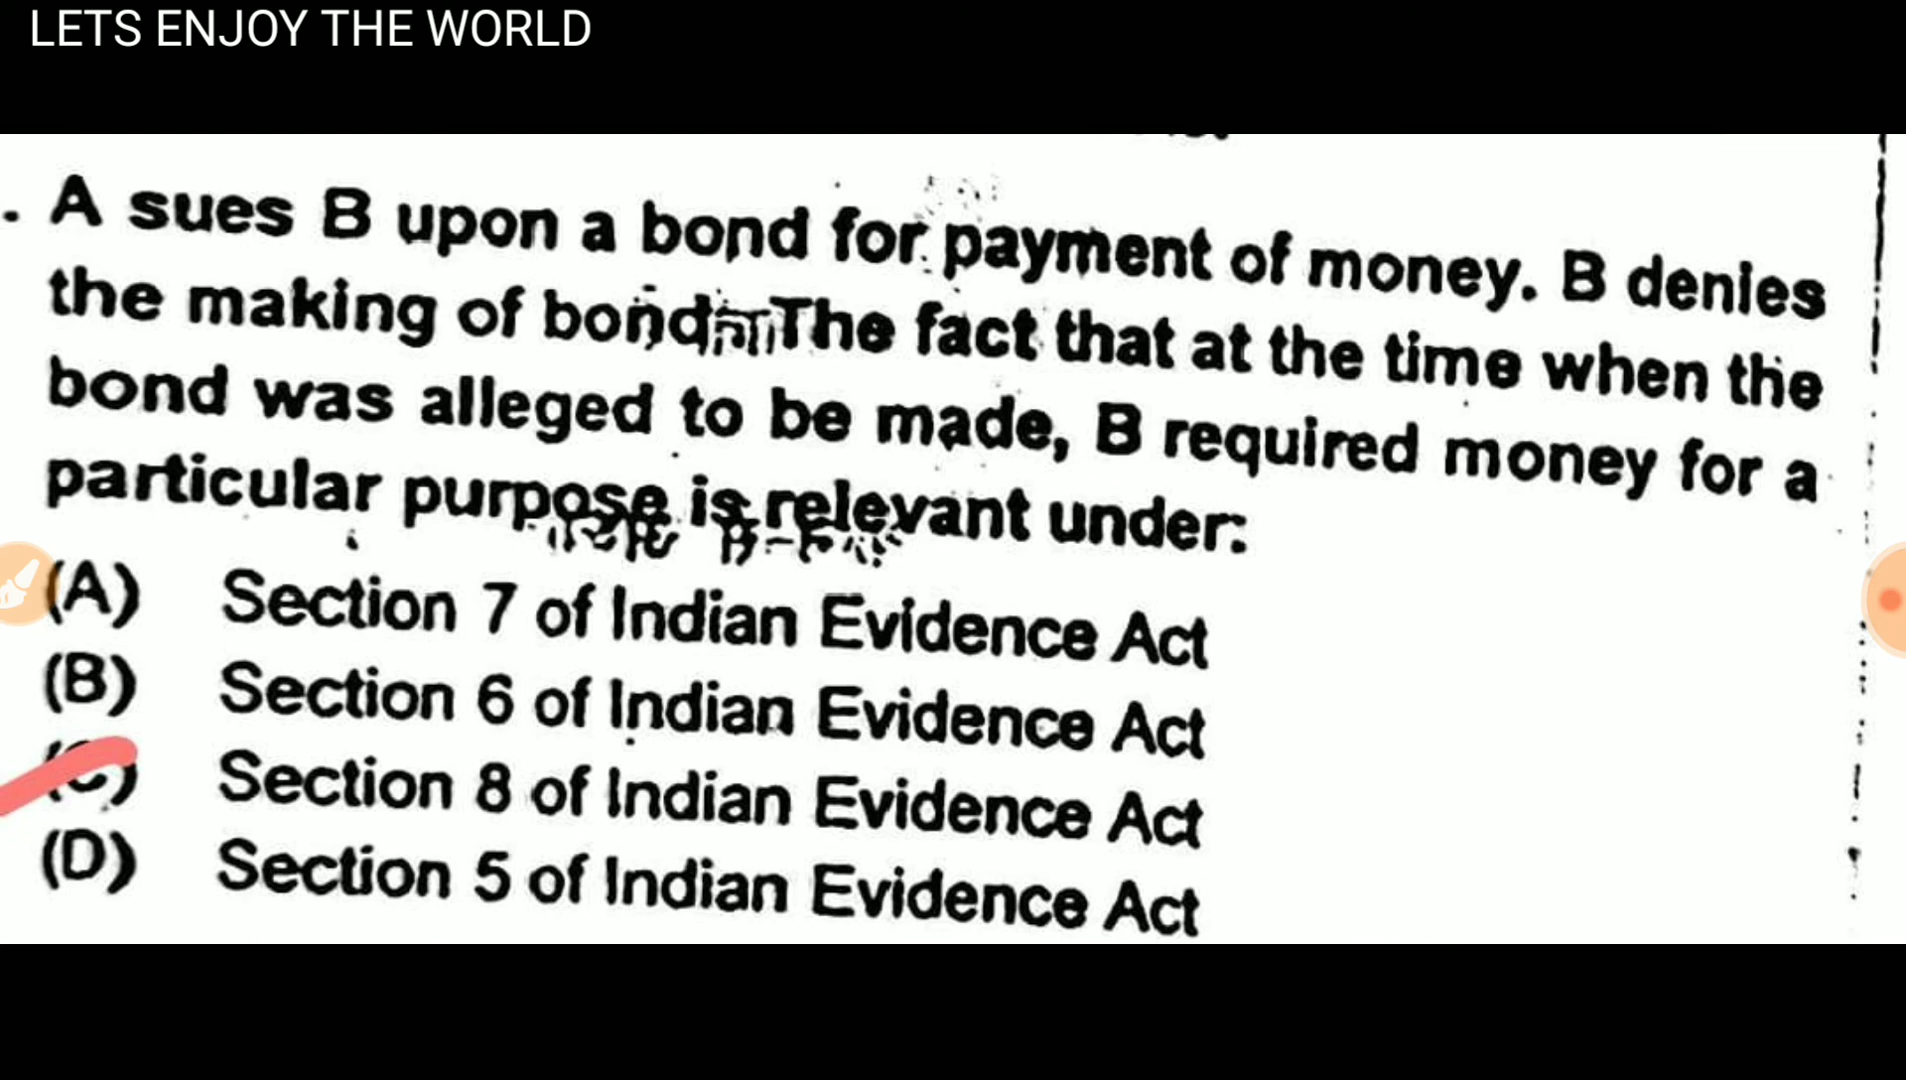 LETS ENJOY THE WORLD
. A sues B upon a bond for payment of money. B denies
the making of bond. The fact that at the time when the
bond was alleged to be made, B required money for a
particular purpose is relevant under:
(A) Section 7 of Indian Evidence Act
(B) Section 6 of Indian Evidence Act
(C) Section 8 of Indian Evidence Act
(D) Section 5 of Indian Evidence Act